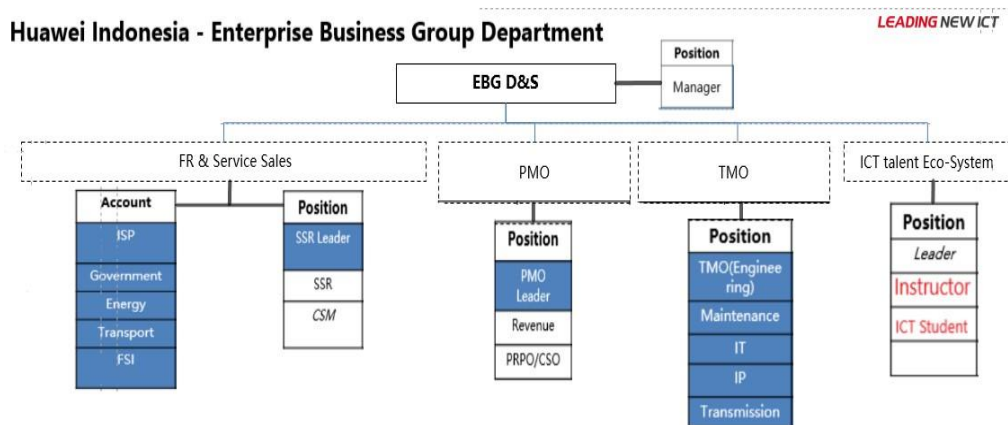 Huawei Indonesia - Enterprise Business Group Department
LEADING NEW ICT
EBG D&S
Position
Manager
FR & Service Sales
PMO
TMO
ICT talent Eco-System
Account
ISP
Government
Energy
Transport
FSI
Position
SSR Leader
SSR
CSM
Position
PMO
Leader
Revenue
PRPO/CSO
Position
TMO(Enginee
ring)
Maintenance
IT
IP
Transmission
Position
Leader
Instructor
ICT Student